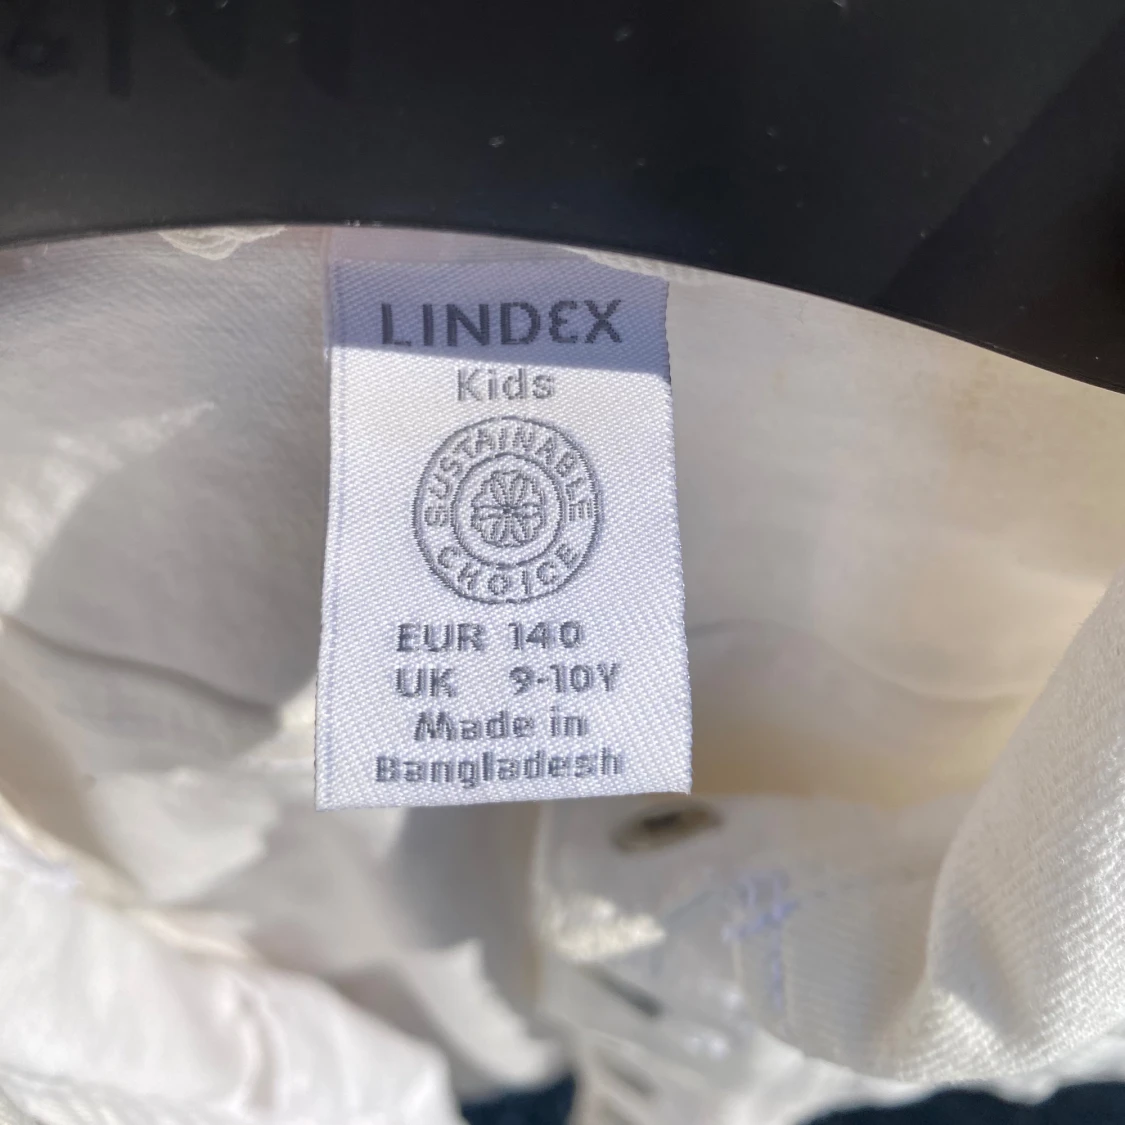 LINDEX
Kids
SUSTAINABLE
CHOICE
EUR 140
UK 9-10Y
Made in
Bangladesh